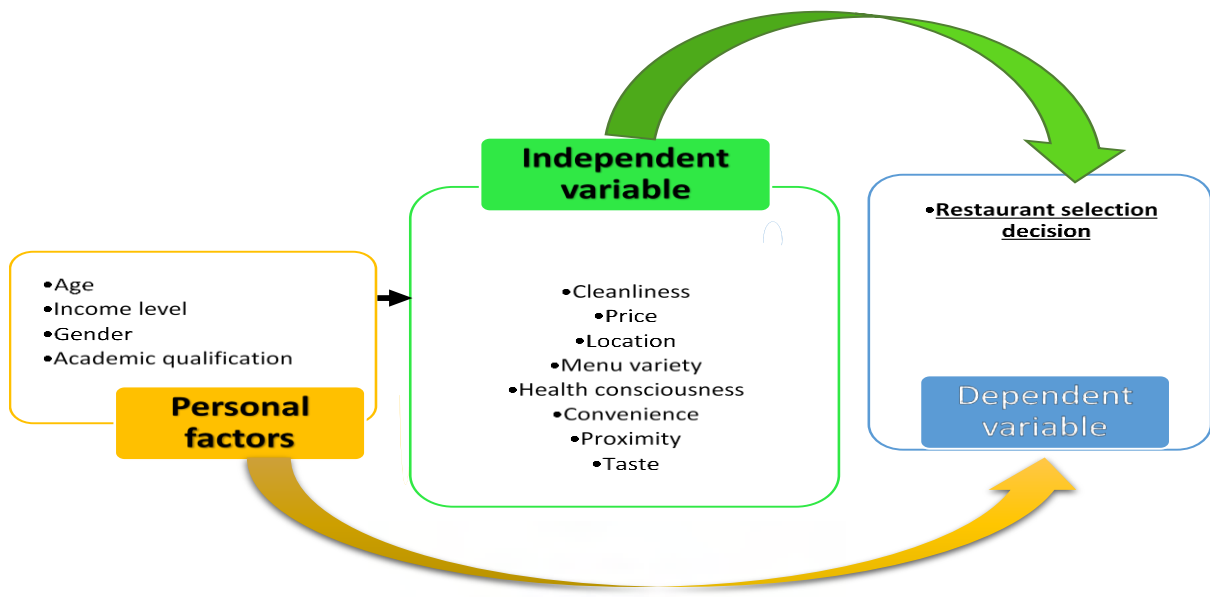 •Age
•Income level
•Gender
•Academic qualification
Personal
factors
Independent
variable
•Cleanliness
•Price
•Location
•Menu variety
•Health consciousness
•Convenience
•Proximity
•Taste
•Restaurant selection
decision
Dependent
variable